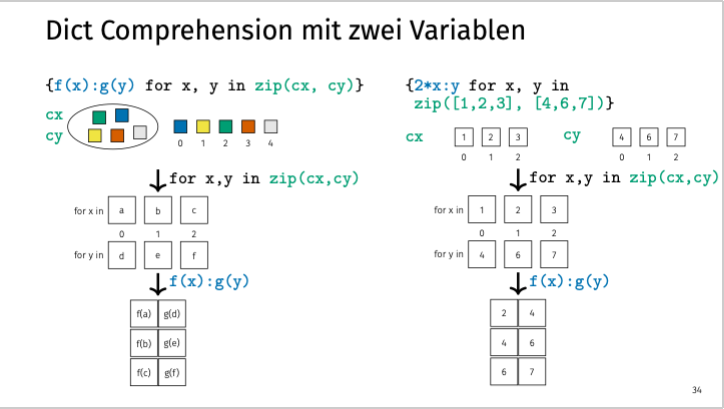 Dict Comprehension mit zwei Variablen
{f(x):g(y) for x, y in zip(cx, cy)}
cx
cy
0 1 2 3 4
for x,y in zip(cx,cy)
for x in a b c
0 1 2
for y in d e f
f(x):g(y)
f(a) g(d)
f(b) g(e)
f(c) g(f)
{2*x:y for x, y in
zip([1,2,3], [4,6,7])}
cx 1 2 3 cy 4 6 7
0 1 2 0 1 2
for x,y in zip(cx,cy)
for x in 1 2 3
0 1 2
for y in 4 6 7
f(x):g(y)
2 4
4 6
6 7
34